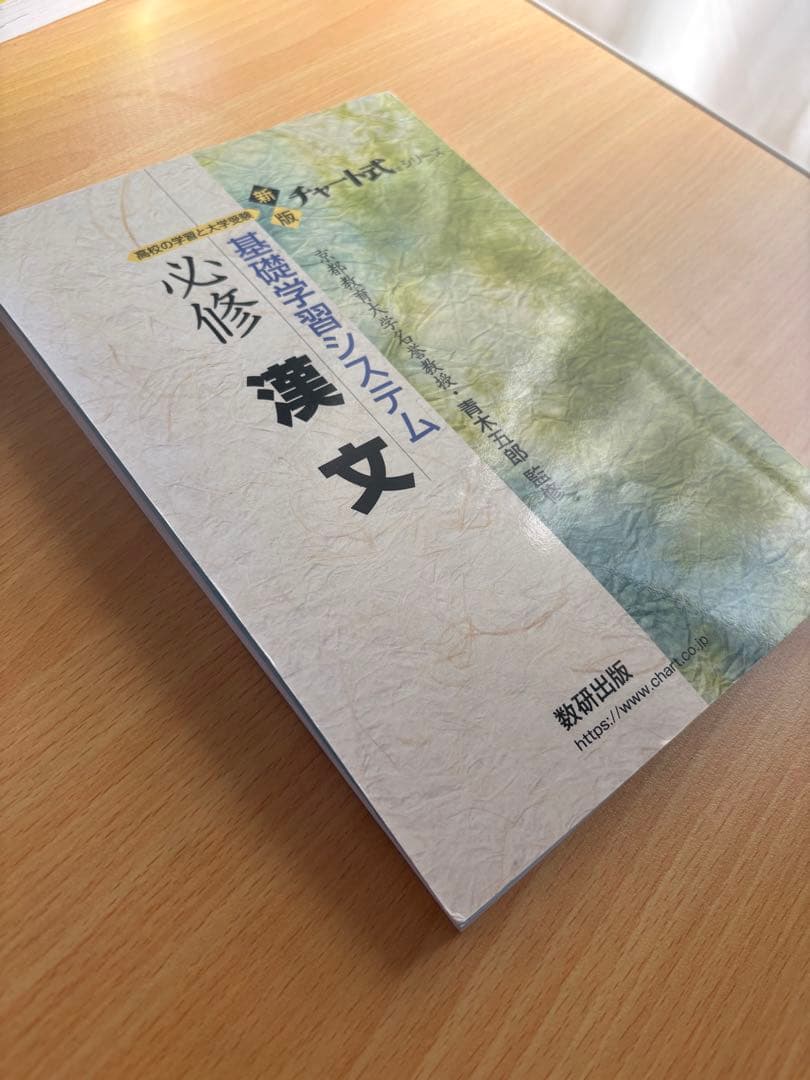 新版
チャート式®シリーズ
京都教育大学名誉教授・青木五郎 監修
高校の学習と大学受験
基礎学習システム
必修
漢文
数研出版
https://www.chart.co.jp